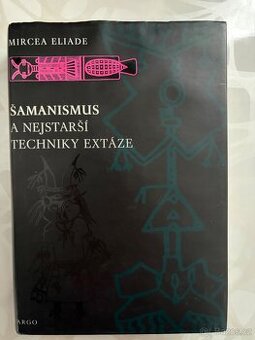 MIRCEA ELIADE
ŠAMANISMUS
A NEJSTARŠÍ
TECHNIKY EXTÁZE
ARGO